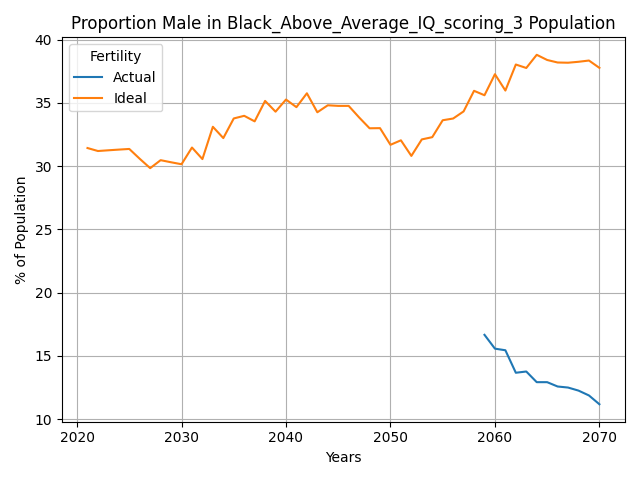 Proportion Male in Black_Above_Average_IQ_scoring_3 Population
% of Population
40
35
30
25
20
15
10
Fertility
Actual
Ideal
2020 2030 2040 2050 2060 2070
Years